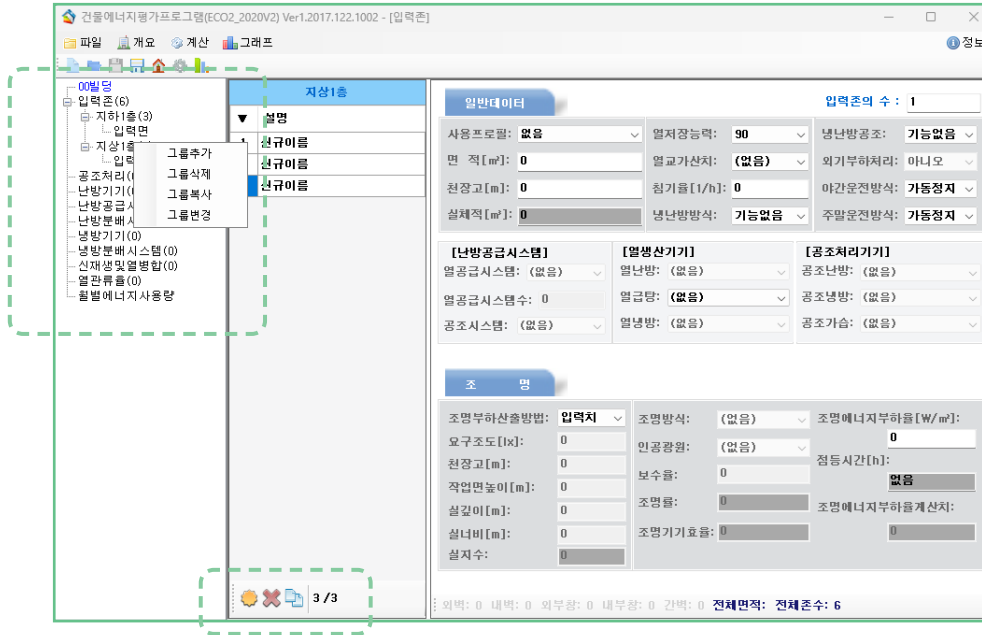 건물에너지평가프로그램(ECO2_2020V2) Ver1.2017.122.1002 - [입력존]
파일 개요 계산 그래프 정보
00빌딩
입력존(6)
지하1층(3)
입력면
지상1층
입력
공조처리(0
난방기기(0
난방공급시
난방분배시
냉방기기(0)
냉방분배시스템(0)
신재생및열병합(0)
열관류율(0)
월별에너지사용량
그룹추가
그룹삭제
그룹복사
그룹변경
지상1층
▼ 설명
1 신규이름
신규이름
신규이름
3 /3
일반데이터 입력존의 수 : 1
사용프로필: 없음 열저장능력: 90 냉난방공조: 기능없음
면 적[㎡]: 0 열교가산치: (없음) 외기부하처리: 아니오
천장고[m]: 0 침기율[1/h]: 0 야간운전방식: 가동정지
실체적[㎥]: 0 냉난방방식: 기능없음 주말운전방식: 가동정지
[난방공급시스템] [열생산기기] [공조처리기기]
열공급시스템: (없음) 열난방: (없음) 공조난방: (없음)
열공급시스템수: 0 열급탕: (없음) 공조냉방: (없음)
공조시스템: (없음) 열냉방: (없음) 공조가습: (없음)
조 명
조명부하산출방법: 입력치 조명방식: (없음) 조명에너지부하율[W/㎡]:
요구조도[lx]: 0 인공광원: (없음) 0
천장고[m]: 0 보수율: 0 점등시간[h]:
작업면높이[m]: 0 없음
실깊이[m]: 0 조명률: 0 조명에너지부하율계산치:
실너비[m]: 0 조명기기효율: 0 0
실지수: 0
외벽: 0 내벽: 0 외부창: 0 내부창: 0 간벽: 0 전체면적: 전체존수: 6